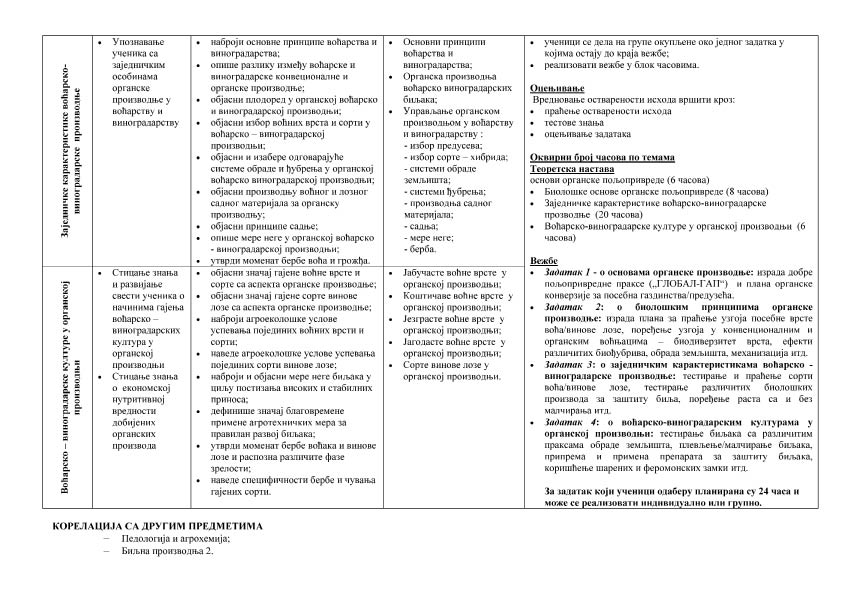 Заједничке карактеристике воћарско-
виноградарске  производње
• Упознавање
ученика са
заједничким
особинама
органске
производње у
воћарству и
виноградарству
• наброји основне принципе воћарства и
виноградарства;
• опише разлику између воћарске и
виноградарске конвеционалне и
органске производње;
• објасни плодоред у органској воћарско
и виноградарској производњи;
• објасни избор воћних врста и сорти у
воћарско – виноградарској
производњи;
• објасни и изабере одговарајуће
системе обраде и ђубрења у органској
воћарско виноградарској производњи;
• објасни производњу воћног и лозног
садног материјала за органску
производњу;
• објасни принципе садње;
• опише мере неге у органској воћарско
- виноградарској производњи;
• утврди моменат бербе воћа и грожђа.
• Основни принципи
воћарства и
виноградарства;
• Органска производња
воћарско виноградарских
биљака;
• Управљање органском
производњом у воћарству
и виноградарству :
- избор предусева;
- избор сорте – хибрида;
- системи обраде
земљишта;
- системи ђубрења;
- производња садног
материјала;
- садња;
- мере неге;
- берба.
• ученици се дела на групе окупљене око једног задатка у
којима остају до краја вежбе;
• реализовати вежбе у блок часовима.
Оцењивање
Вредновање остварености исхода вршити кроз:
• праћење остварености исхода
• тестове знања
• оцењивање задатака
Оквирни број часова по темама
Теоретска настава
основи органске пољопривреде (6 часова)
• Биолошке основе органске пољопривреде (8 часова)
• Заједничке карактеристике воћарско-виноградарске
прозводње  (20 часова)
• Воћарско-виноградарске културе у органској производњи  (6
часова)
Вежбе
• Задатак 1 - о основама органске производње: израда добре
пољопривредне праксе („ГЛОБАЛ-ГАП“)  и плана органске
конверзије за посебна газдинства/предузећа.
• Задатак 2: о биолошким принципима органске
производње: израда плана за праћење узгоја посебне врсте
воћа/винове лозе, поређење узгоја у конвенционалним и
органским воћњацима – биодиверзитет врста, ефекти
различитих биођубрива, обрада земљишта, механизација итд.
• Задатак 3: о заједничким карактеристикама воћарско -
виноградарске производње: тестирање и праћење сорти
воћа/винове лозе, тестирање различитих биолошких
производа за заштиту биља, поређење раста са и без
малчирања итд.
• Задатак 4: о воћарско-виноградарским културама у
органској производњи: тестирање биљака са различитим
праксама обраде земљишта, плевљење/малчирање биљака,
припрема и примена препарата за заштиту биљака,
коришћење шарених и феромонских замки итд.
За задатак који ученици одаберу планирана су 24 часа и
може се реализовати индивидуално или групно.
Воћарско – виноградарске културе у органској
производњи
• Стицање знања
и развијање
свести ученика о
начинима гајења
воћарско –
виноградарских
култура у
органској
производњи
• Стицање знања
о  економској
нутритивној
вредности
добијених
органских
производа
• објасни значај гајене воћне врсте и
сорте са аспекта органске производње;
• објасни значај гајене сорте винове
лозе са аспекта органске производње;
• наброји агроеколошке услове
успевања појединих воћних врсти и
сорти;
• наведе агроеколошке услове успевања
појединих сорти винове лозе;
• наброји и објасни мере неге биљака у
циљу постизања високих и стабилних
приноса;
• дефинише значај благовремене
примене агротехничких мера за
правилан развој биљака;
• утврди моменат бербе воћака и винове
лозе и распозна различите фазе
зрелости;
• наведе специфичности бербе и чувања
гајених сорти.
• Јабучасте воћне врсте  у
органској производњи;
• Коштичаве воћне врсте  у
органској производњи;
• Језграсте воћне врсте  у
органској производњи;
• Јагодасте воћне врсте  у
органској производњи;
• Сорте винове лозе у
органској производњи.
КОРЕЛАЦИЈА СА ДРУГИМ ПРЕДМЕТИМА
– Педологија и агрохемија;
– Биљна производња 2.